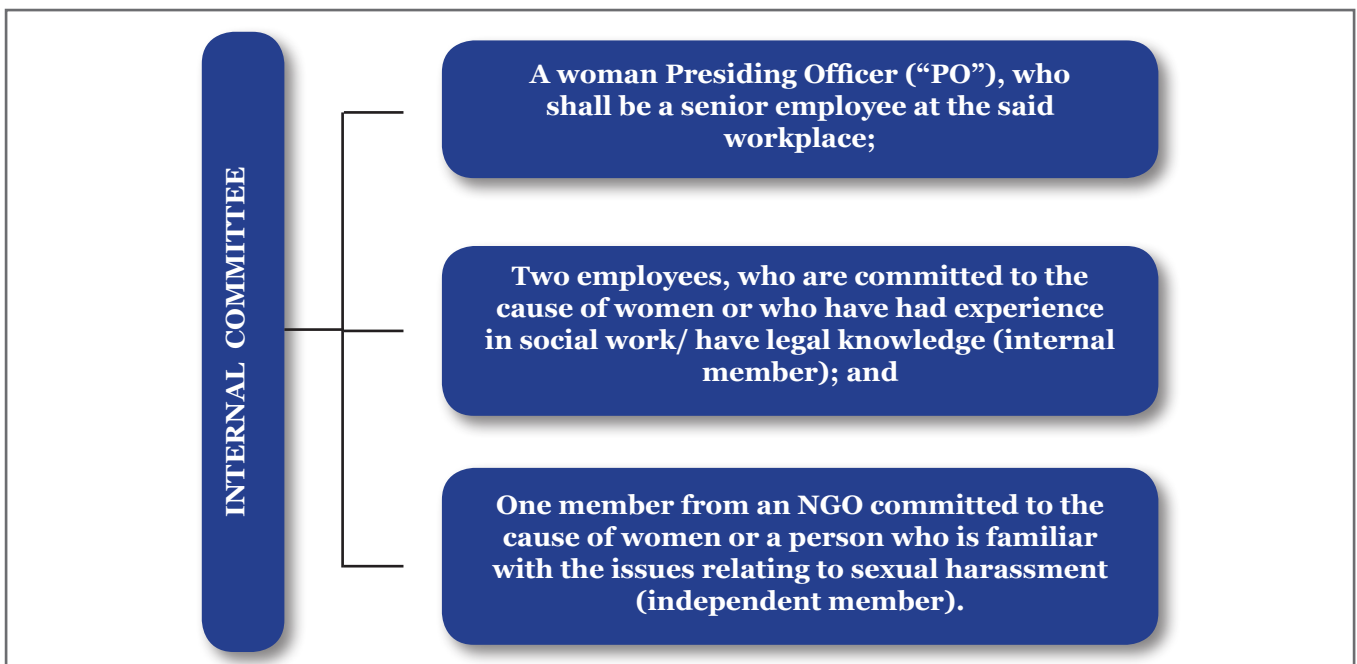 INTERNAL COMMITTEE
A woman Presiding Officer (“PO”), who
shall be a senior employee at the said
workplace;
Two employees, who are committed to the
cause of women or who have had experience
in social work/ have legal knowledge (internal
member); and
One member from an NGO committed to the
cause of women or a person who is familiar
with the issues relating to sexual harassment
(independent member).